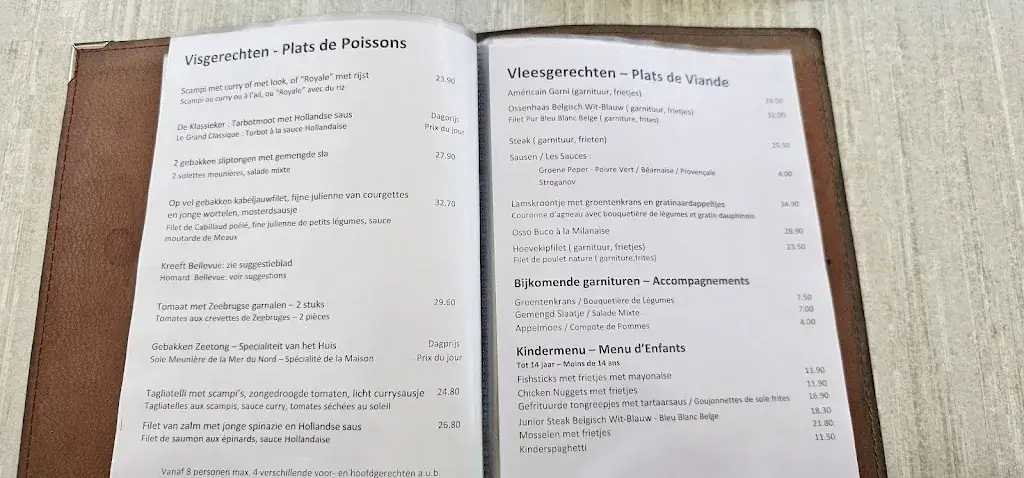 Visgerechten - Plats de Poissons
Scampi met curry of met look, of "Royale" met rijst 23.90
Scampi au curry ou à l'ail, ou "Royale" avec du riz
De Klassieker : Tarbotmoot met Hollandse saus Dagprijs
Le Grand Classique : Turbot à la sauce Hollandaise Prix du jour
2 gebakken sliptongen met gemengde sla 27.90
2 solettes meunières, salade mixte
Op vel gebakken kabeljauwfilet, fijne julienne van courgettes 32.70
en jonge wortelen, mosterdsausje
Filet de Cabillaud poêlé, fine julienne de petits légumes, sauce
moutarde de Meaux
Kreeft Bellevue: zie suggestieblad
Homard Bellevue: voir suggestions
Tomaat met Zeebrugse garnalen – 2 stuks 29.60
Tomates aux crevettes de Zeebruges – 2 pièces
Gebakken Zeetong – Specialiteit van het Huis Dagprijs
Sole Meunière de la Mer du Nord – Spécialité de la Maison Prix du jour
Tagliatelli met scampi's, zongedroogde tomaten, licht currysausje 24.80
Tagliatelles aux scampis, sauce curry, tomates séchées au soleil
Filet van zalm met jonge spinazie en Hollandse saus 26.80
Filet de saumon aux épinards, sauce Hollandaise
Vanaf 8 personen max. 4 verschillende voor- en hoofdgerechten a.u.b.
Vleesgerechten – Plats de Viande
Américain Garni (garnituur, frietjes) 24.50
Ossenhaas Belgisch Wit-Blauw ( garnituur, frietjes) 32.00
Filet Pur Bleu Blanc Belge ( garniture, frites)
Steak ( garnituur, frieten) 25.50
Sausen / Les Sauces :
Groene Peper - Poivre Vert / Béarnaise / Provençale 4.00
Stroganov
Lamskroontje met groentenkrans en gratinaardappeltjes 34.90
Couronne d'agneau avec bouquetière de légumes et gratin dauphinois
Osso Buco à la Milanaise 28.90
Hoevekipfilet ( garnituur, frietjes) 23.50
Filet de poulet nature ( garniture,frites)
Bijkomende garnituren – Accompagnements
Groentenkrans / Bouquetière de Légumes 7.50
Gemengd Slaatje / Salade Mixte 7.00
Appelmoes / Compote de Pommes 4.00
Kindermenu – Menu d'Enfants
Tot 14 jaar – Moins de 14 ans
Fishsticks met frietjes met mayonaise 11.90
Chicken Nuggets met frietjes 11.90
Gefrituurde tongreepjes met tartaarsaus / Goujonnettes de sole frites 16.90
Junior Steak Belgisch Wit-Blauw - Bleu Blanc Belge 18.30
Mosselen met frietjes 21.80
Kinderspaghetti 11.50